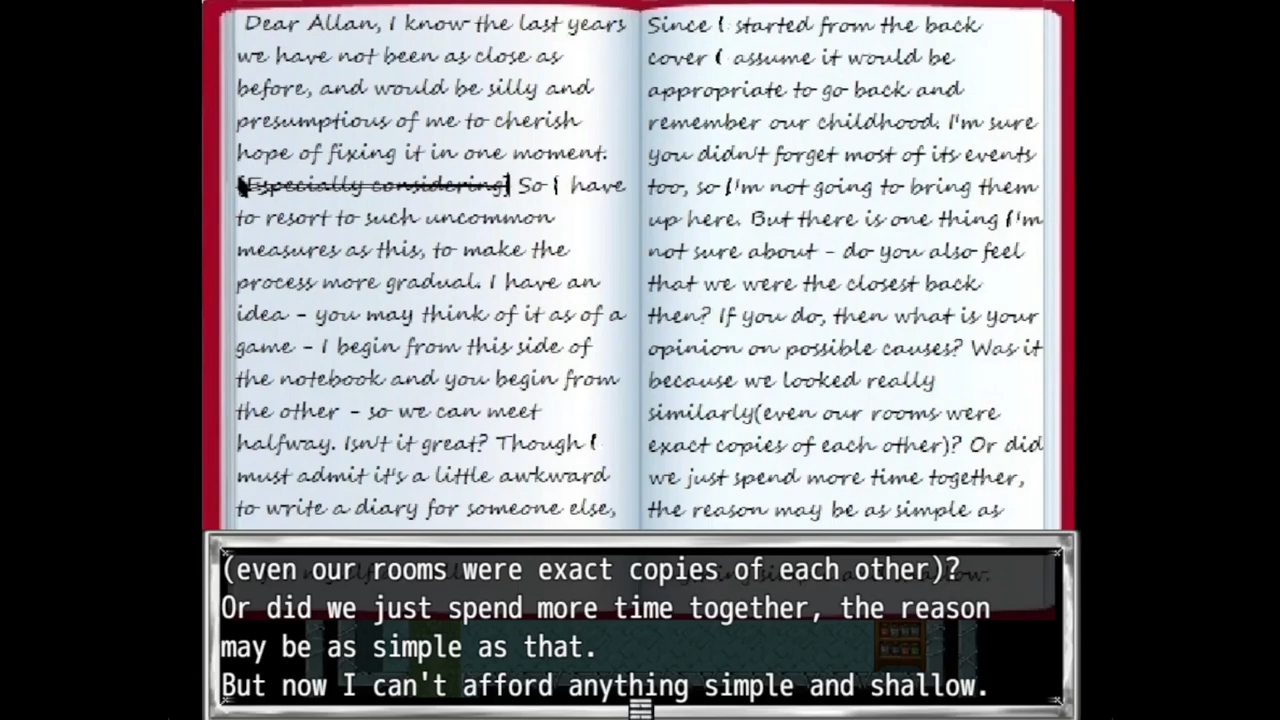 Dear Allan, I know the last years
we have not been as close as
before, and would be silly and
presumptious of me to cherish
hope of fixing it in one moment.
[Especially considering] So I have
to resort to such uncommon
measures as this, to make the
process more gradual. I have an
idea - you may think of it as of a
game - I begin from this side of
the notebook and you begin from
the other - so we can meet
halfway. Isn't it great? Though I
must admit it's a little awkward
to write a diary for someone else,
Since I started from the back
cover I assume it would be
appropriate to go back and
remember our childhood. I'm sure
you didn't forget most of its events
too, so I'm not going to bring them
up here. But there is one thing I'm
not sure about - do you also feel
that we were the closest back
then? If you do, then what is your
opinion on possible causes? Was it
because we looked really
similarly(even our rooms were
exact copies of each other)? Or did
we just spend more time together,
the reason may be as simple as
(even our rooms were exact copies of each other)?
Or did we just spend more time together, the reason
may be as simple as that.
But now I can't afford anything simple and shallow.